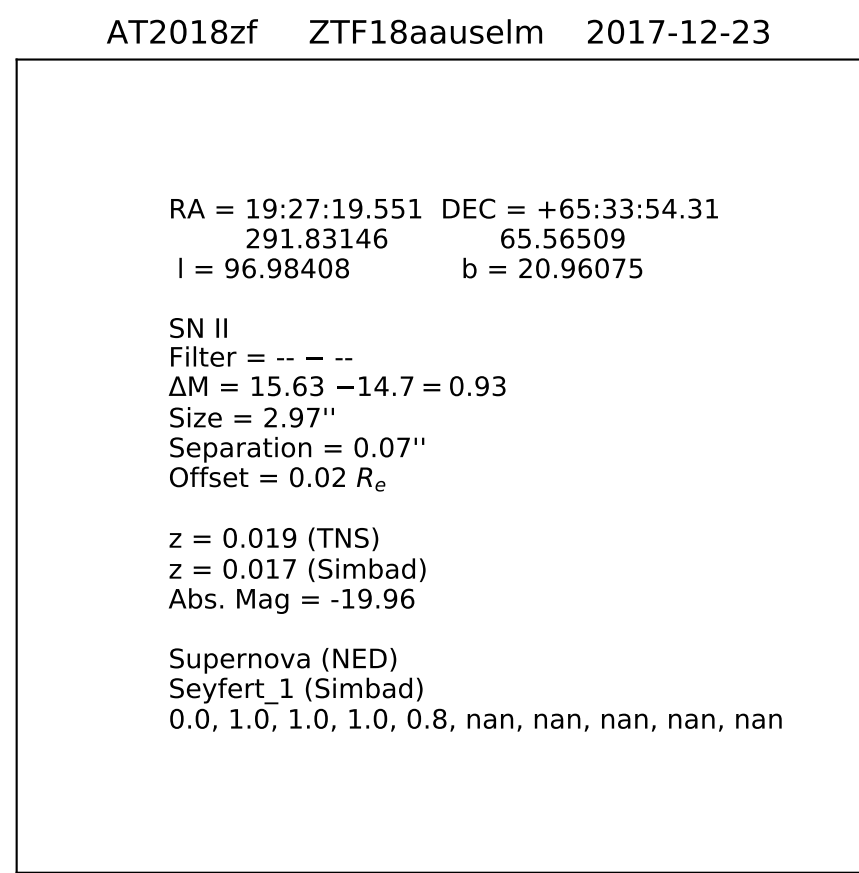 AT2018zf ZTF18aauselm 2017-12-23
RA = 19:27:19.551 DEC = +65:33:54.31
291.83146 65.56509
l = 96.98408 b = 20.96075
SN II
Filter = -- − --
ΔM = 15.63 −14.7 = 0.93
Size = 2.97''
Separation = 0.07''
Offset = 0.02 Rₑ
z = 0.019 (TNS)
z = 0.017 (Simbad)
Abs. Mag = -19.96
Supernova (NED)
Seyfert_1 (Simbad)
0.0, 1.0, 1.0, 1.0, 0.8, nan, nan, nan, nan, nan